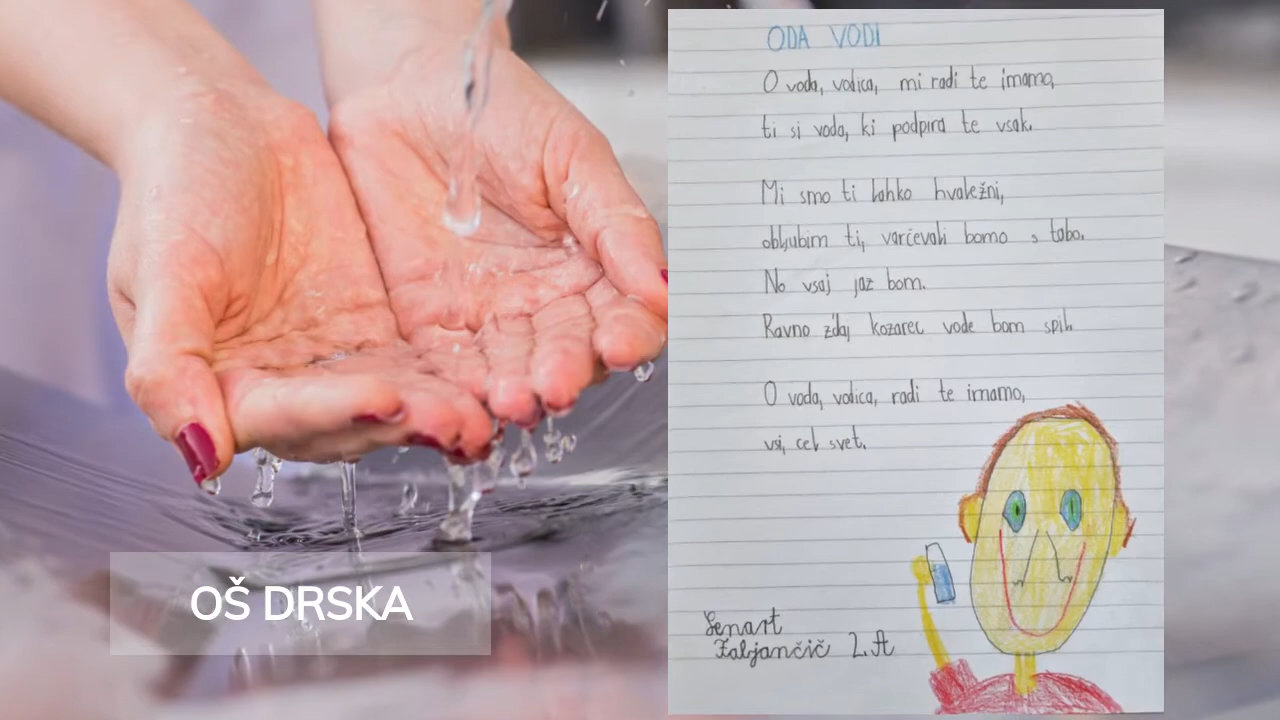 ODA VODI
O voda, vodica, mi radi te imamo,
ti si voda, ki podpira te vsak.
Mi smo ti lahko hvaležni,
obljubim ti, varčevali bomo s tabo.
No vsaj jaz bom.
Ravno zdaj kozarec vode bom spil.
O voda, vodica, radi te imamo,
vsi, cel svet.
Lenart
Fabjančič 2. A
OŠ DRSKA